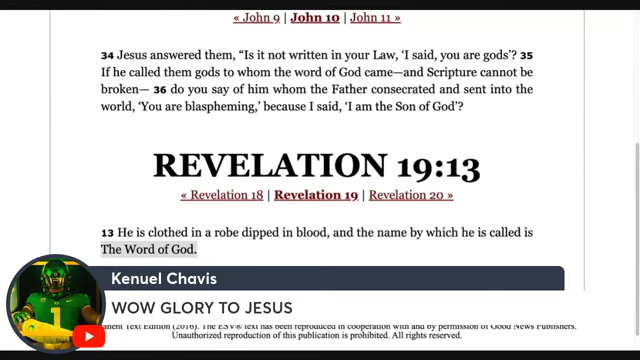 « John 9 | John 10 | John 11 »
34 Jesus answered them, “Is it not written in your Law, ‘I said, you are gods’? 35
If he called them gods to whom the word of God came—and Scripture cannot be
broken— 36 do you say of him whom the Father consecrated and sent into the
world, ‘You are blaspheming,’ because I said, ‘I am the Son of God’?
REVELATION 19:13
« Revelation 18 | Revelation 19 | Revelation 20 »
13 He is clothed in a robe dipped in blood, and the name by which he is called is
The Word of God.
Kenuel Chavis
WOW GLORY TO JESUS
Text Edition (2016). The ESV® text has been reproduced in cooperation with and by permission of Good News Publishers.
Unauthorized reproduction of this publication is prohibited. All rights reserved.